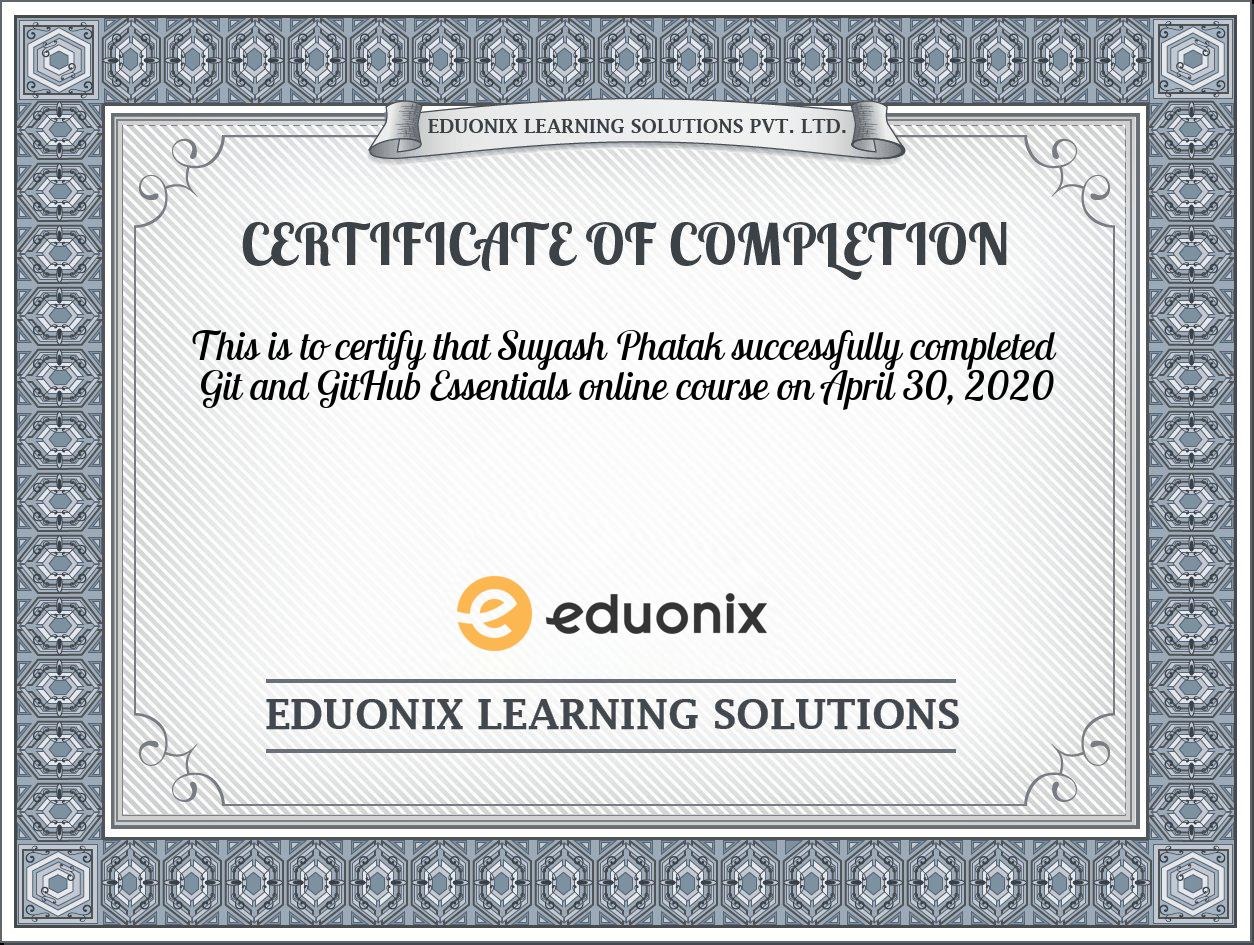 EDUONIX LEARNING SOLUTIONS PVT. LTD.
CERTIFICATE OF COMPLETION
This is to certify that Suyash Phatak successfully completed
Git and GitHub Essentials online course on April 30, 2020
e eduonix
EDUONIX LEARNING SOLUTIONS